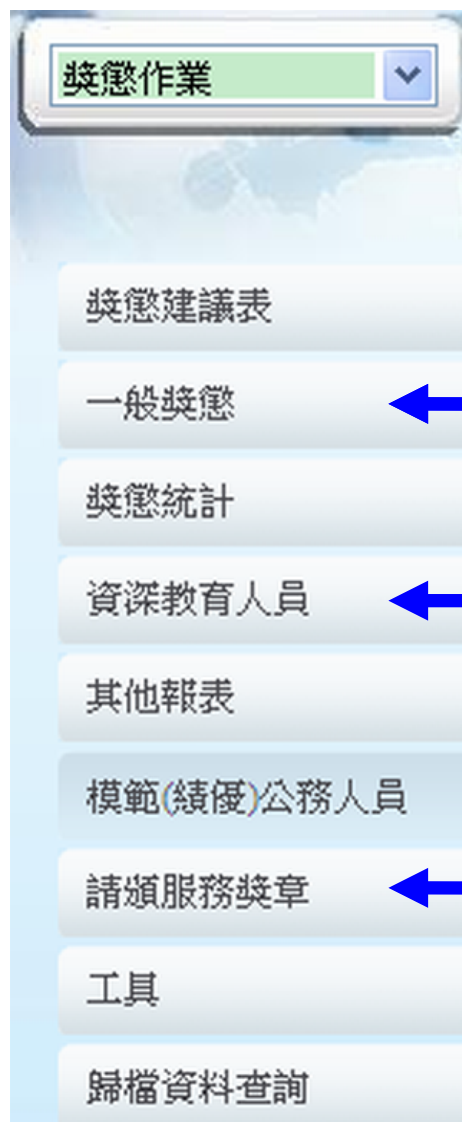 獎懲作業
獎懲建議表
一般獎懲
獎懲統計
資深教育人員
其他報表
模範(績優)公務人員
請頒服務獎章
工具
歸檔資料查詢